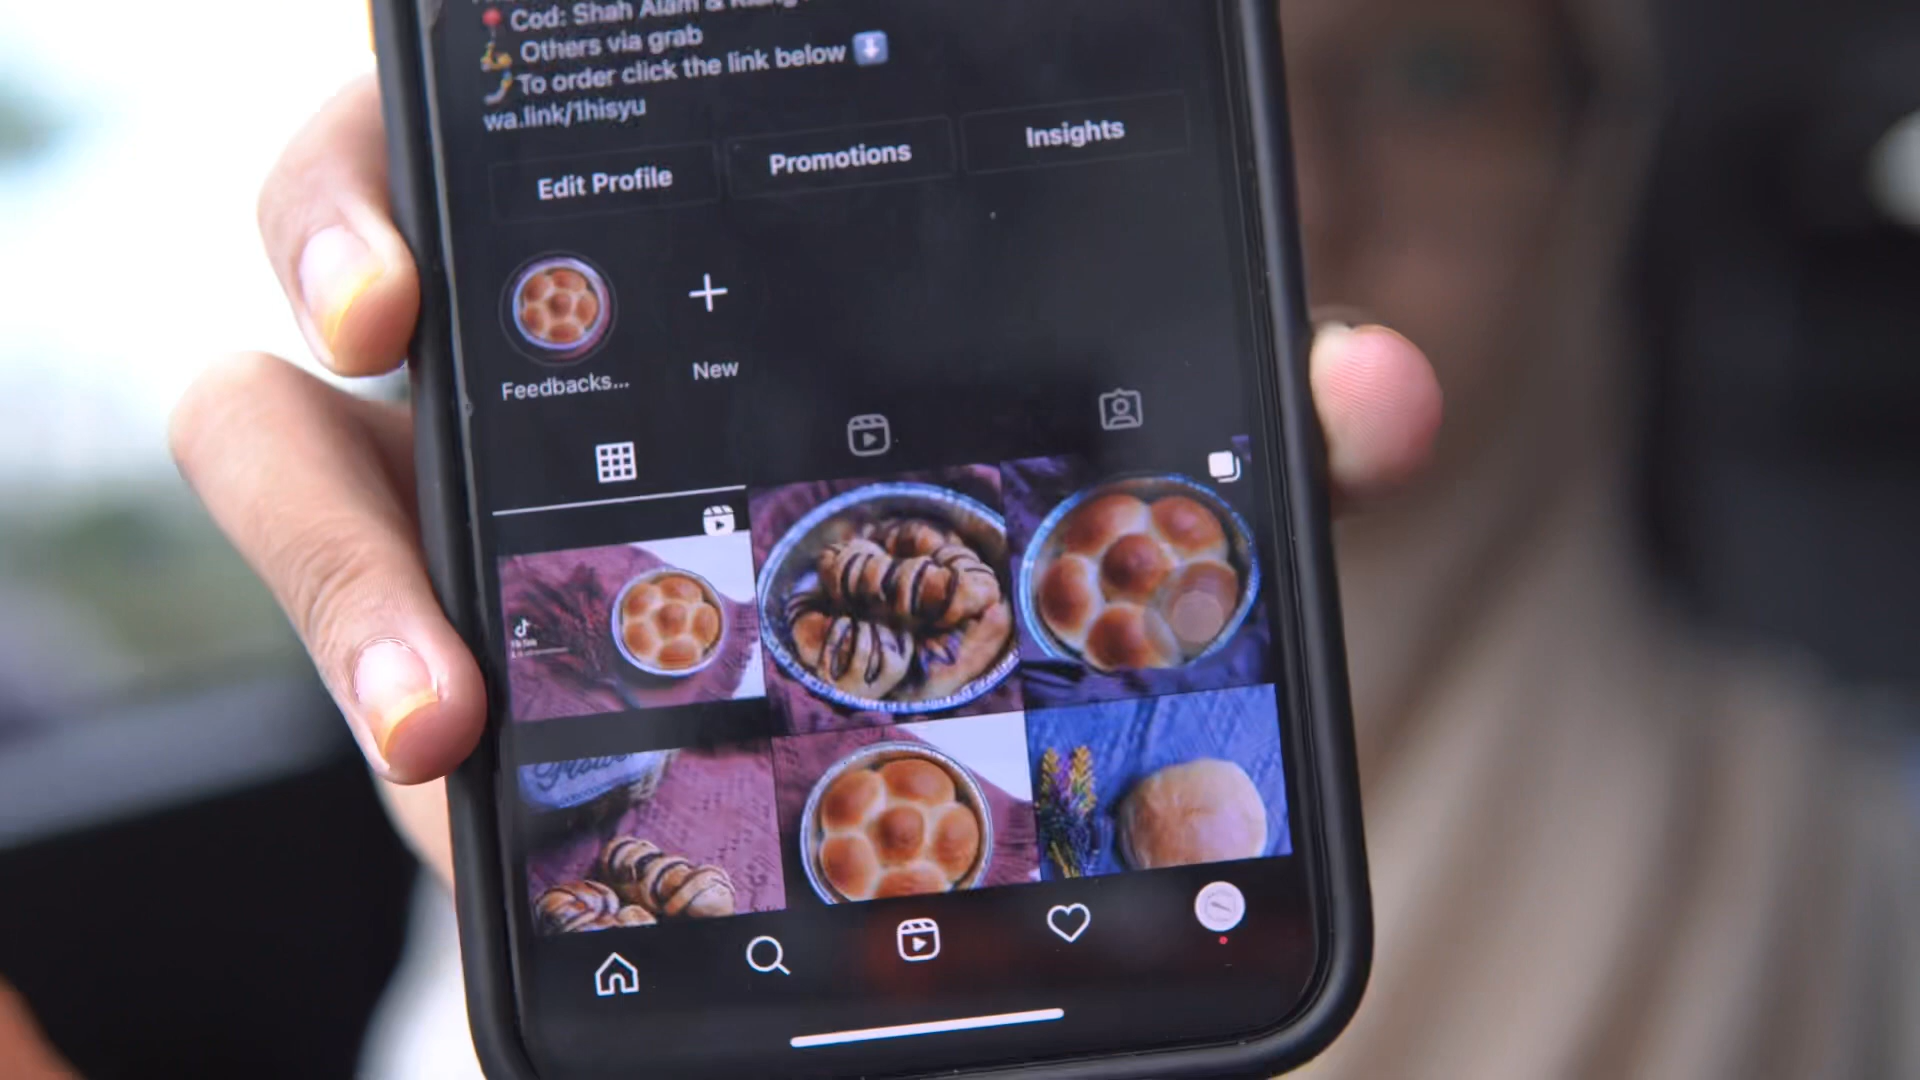 Cod: Shah Alam &
Others via grab
To order click the link below
wa.link/1hisyu
Edit Profile
Promotions
Insights
Feedbacks...
New